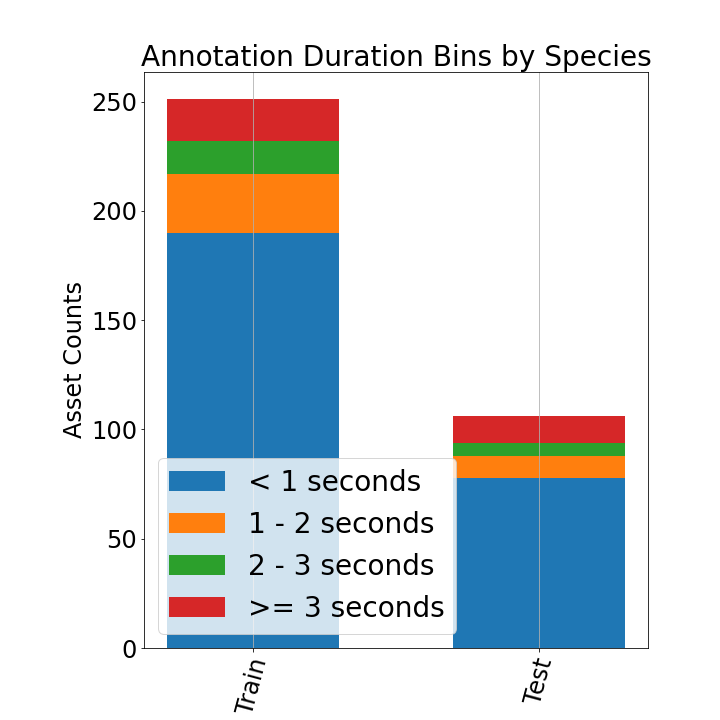 Annotation Duration Bins by Species
Asset Counts
250
200
150
100
50
0
< 1 seconds
1 - 2 seconds
2 - 3 seconds
>= 3 seconds
Train
Test